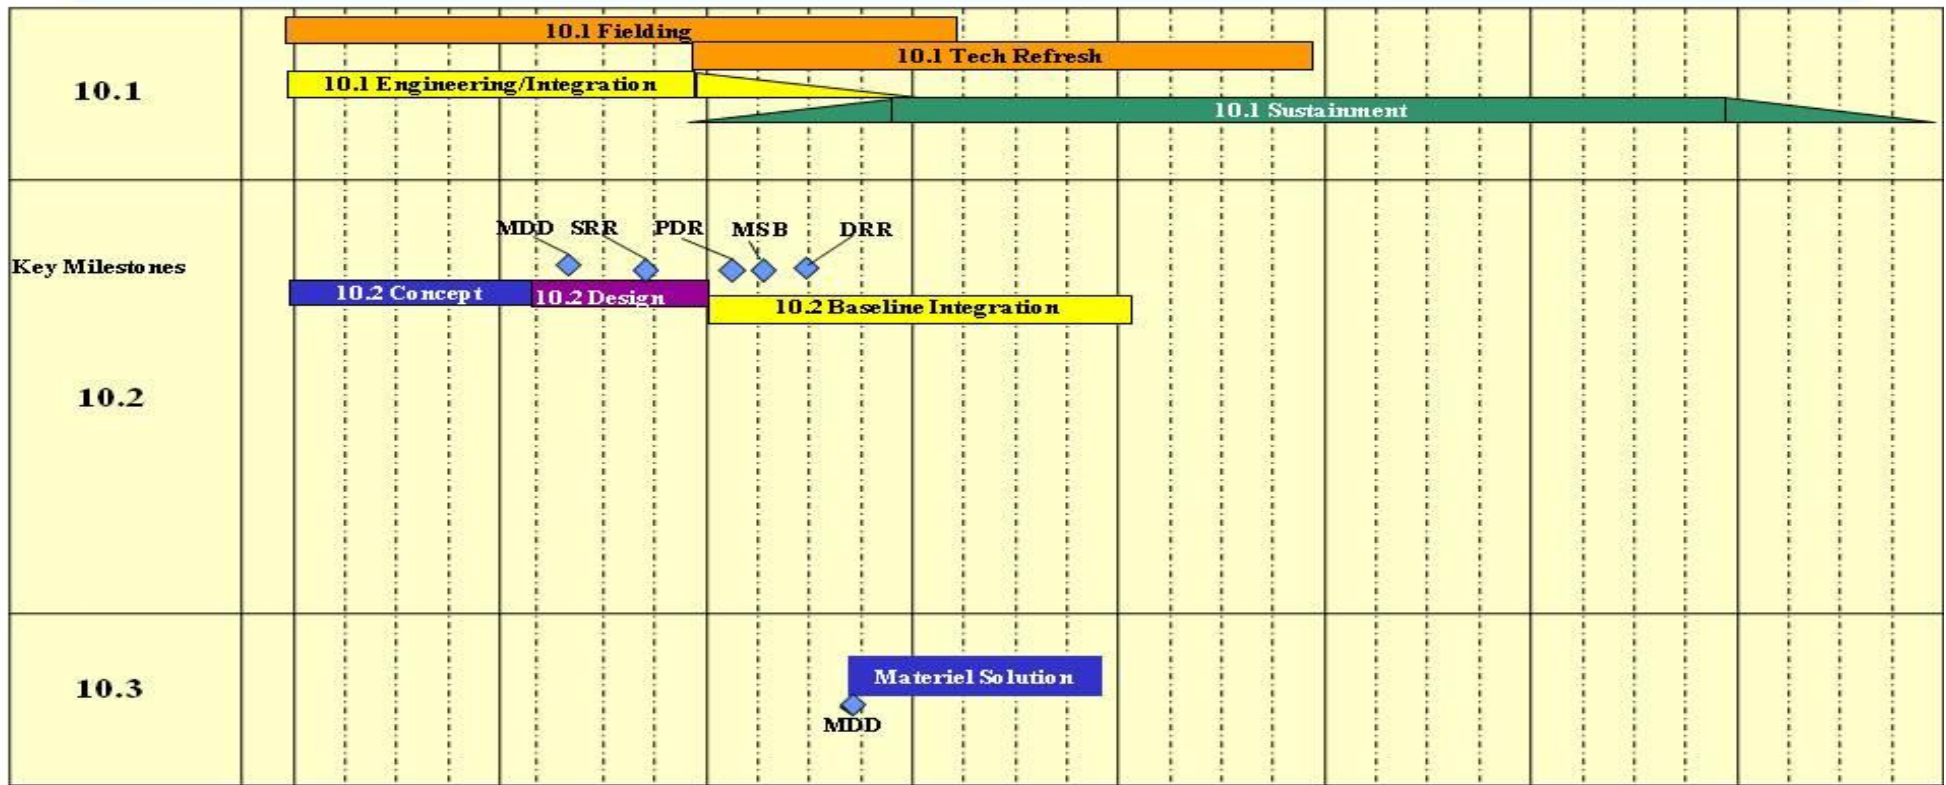 10.1 Fielding
10.1 Tech Refresh
10.1 Engineering/Integration
10.1
10.1 Sustainment
MDD SRR PDR MSB DRR
Key Milestones
10.2 Concept
10.2 Design
10.2 Baseline Integration
10.2
Materiel Solution
10.3
MDD